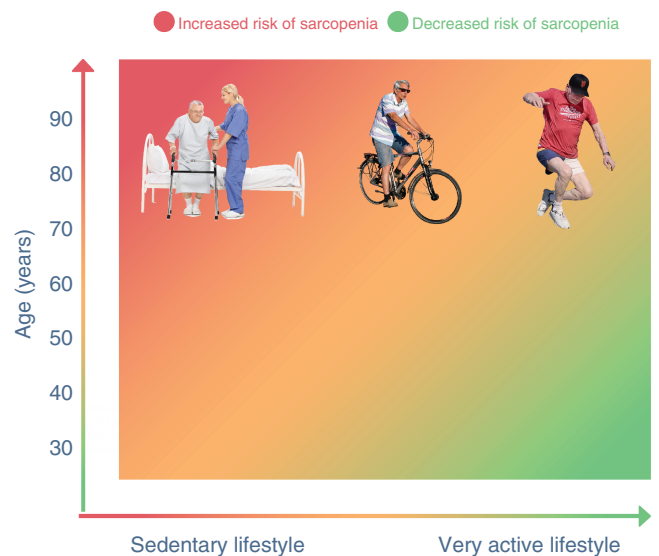 Increased risk of sarcopenia
Decreased risk of sarcopenia
Age (years)
90
80
70
60
50
40
30
Sedentary lifestyle
Very active lifestyle